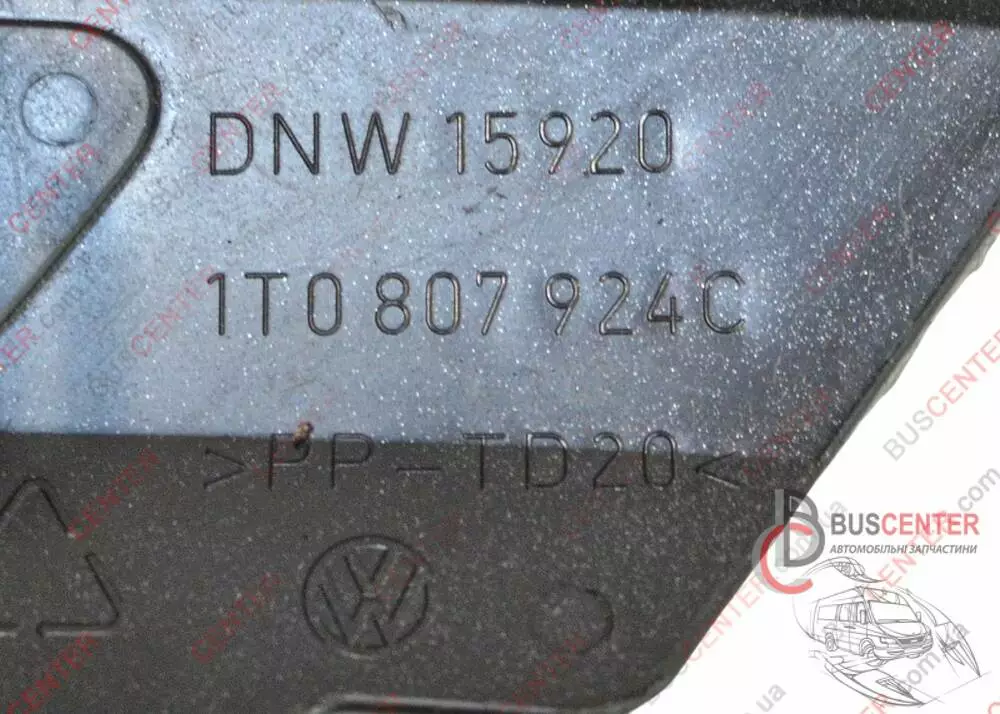 DNW 15920
1T0 807 924C
>PP-TD20<
BUSCENTER
АВТОМОБІЛЬНІ ЗАПЧАСТИНИ